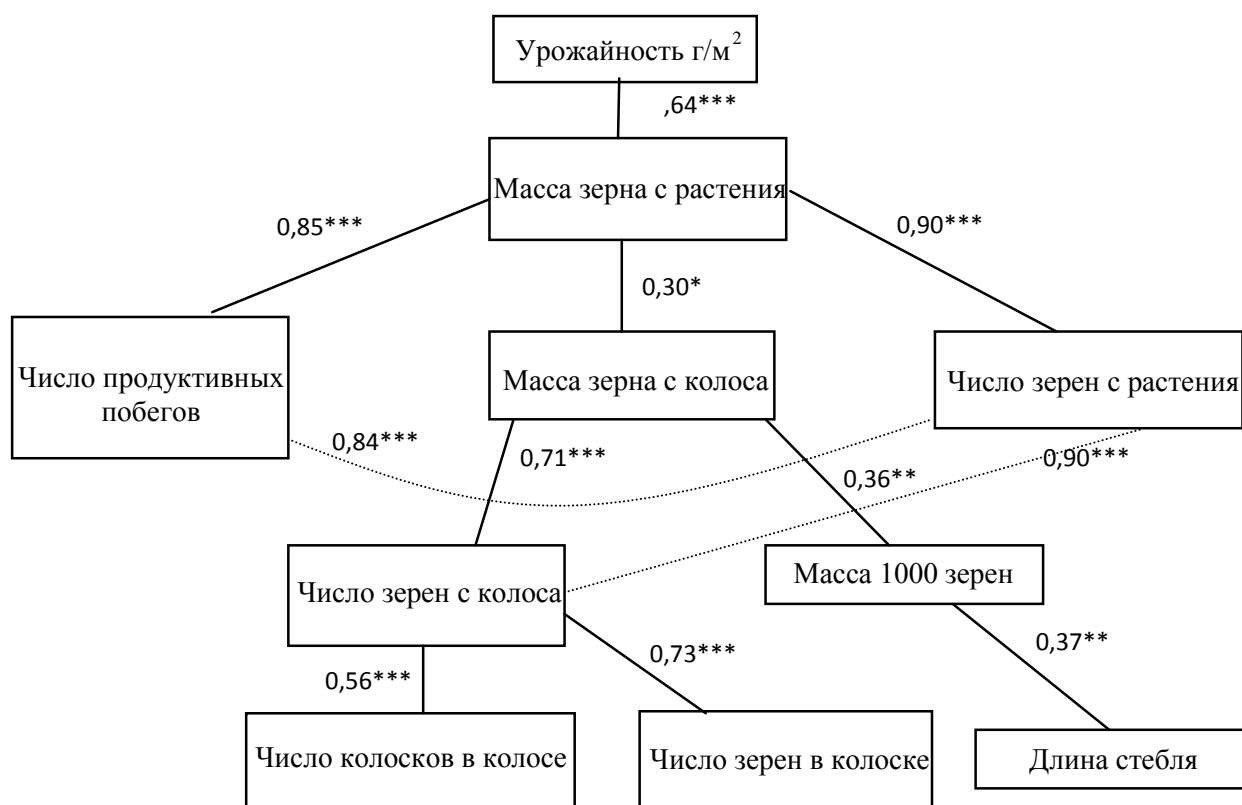 Урожайность г/м²
,64***
Масса зерна с растения
0,85***
0,90***
0,30*
Число продуктивных
побегов
Масса зерна с колоса
Число зерен с растения
0,84***
0,71***
0,36**
0,90***
Число зерен с колоса
Масса 1000 зерен
0,56***
0,73***
0,37**
Число колосков в колосе
Число зерен в колоске
Длина стебля